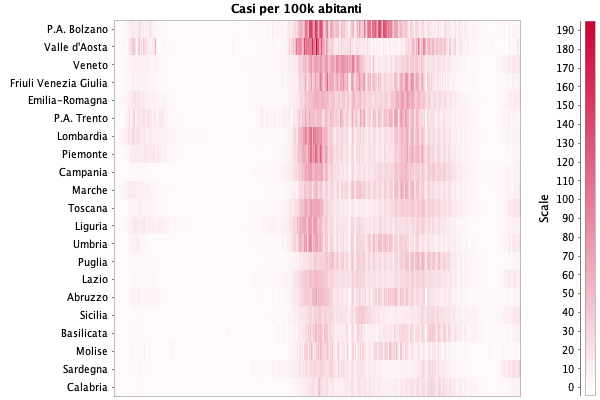 Casi per 100k abitanti
P.A. Bolzano
Valle d'Aosta
Veneto
Friuli Venezia Giulia
Emilia-Romagna
P.A. Trento
Lombardia
Piemonte
Campania
Marche
Toscana
Liguria
Umbria
Puglia
Lazio
Abruzzo
Sicilia
Basilicata
Molise
Sardegna
Calabria
Scale
190
180
170
160
150
140
130
120
110
100
90
80
70
60
50
40
30
20
10
0